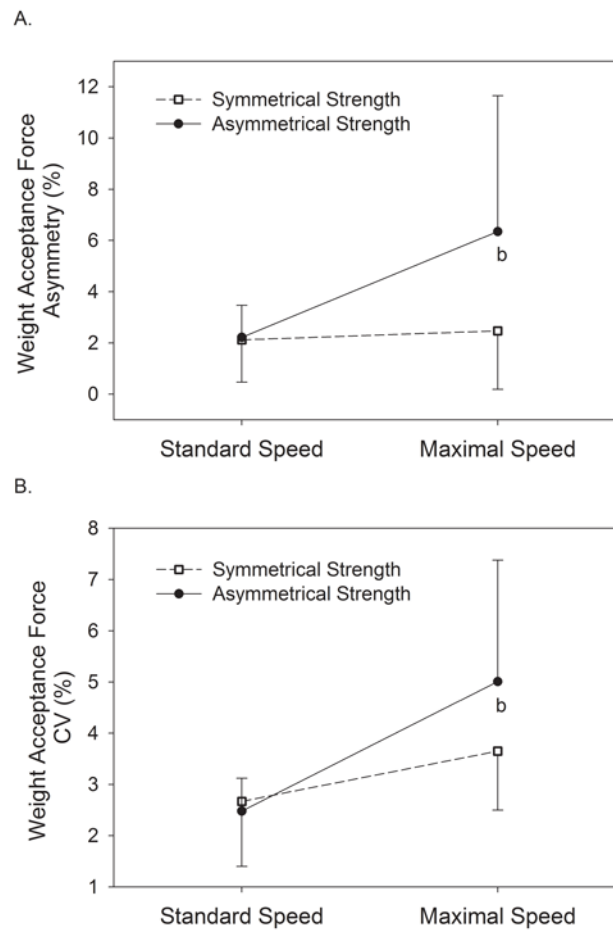 A.
Weight Acceptance Force
Asymmetry (%)
12
10
8
6
4
2
0
Symmetrical Strength
Asymmetrical Strength
b
Standard Speed
Maximal Speed
B.
Weight Acceptance Force
CV (%)
8
7
6
5
4
3
2
1
Symmetrical Strength
Asymmetrical Strength
b
Standard Speed
Maximal Speed